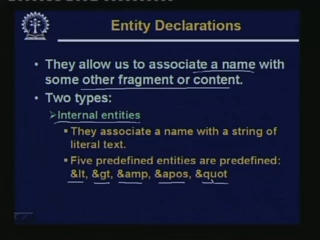 Entity Declarations
• They allow us to associate a name with
some other fragment or content.
• Two types:
➢Internal entities
▪ They associate a name with a string of
literal text.
▪ Five predefined entities are predefined:
&lt, &gt, &amp, &apos, &quot